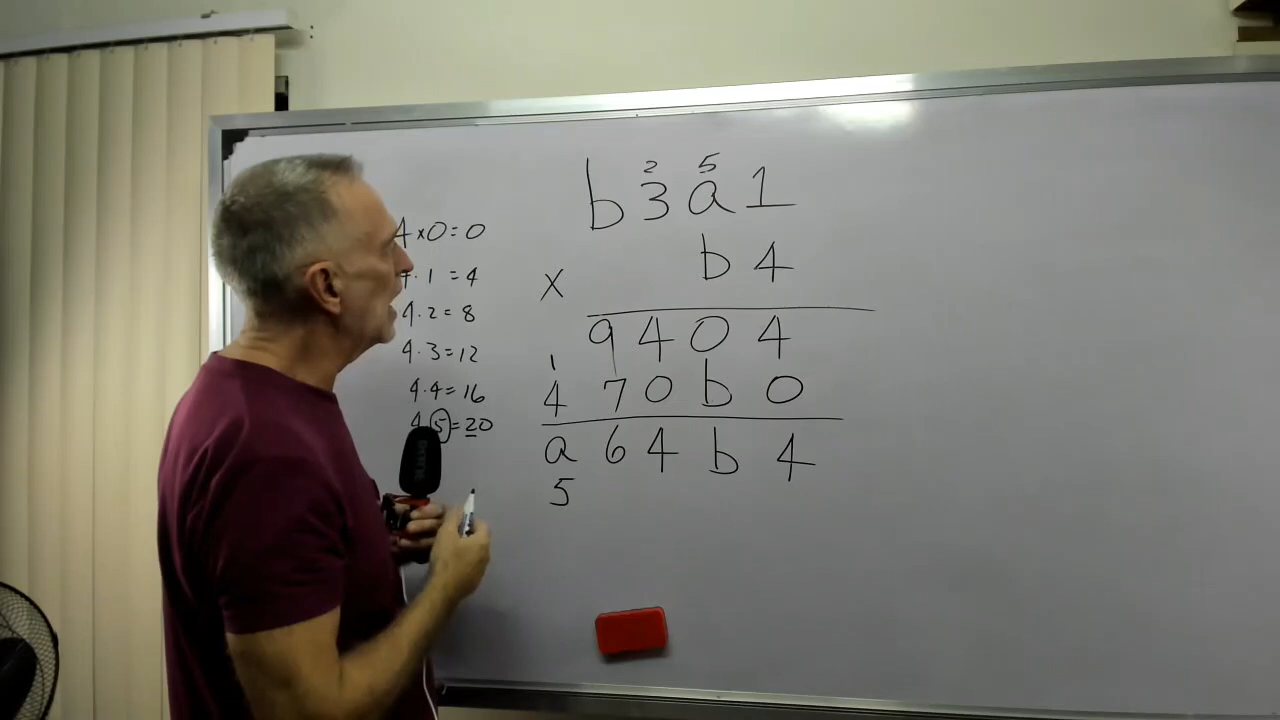 4 x 0 = 0
4 · 1 = 4
4 · 2 = 8
4 · 3 = 12
4 · 4 = 16
4 · 5 = 20
2 5
b 3 a 1
b 4
x
9 4 0 4
1
4 7 0 b 0
a 6 4 b 4
5